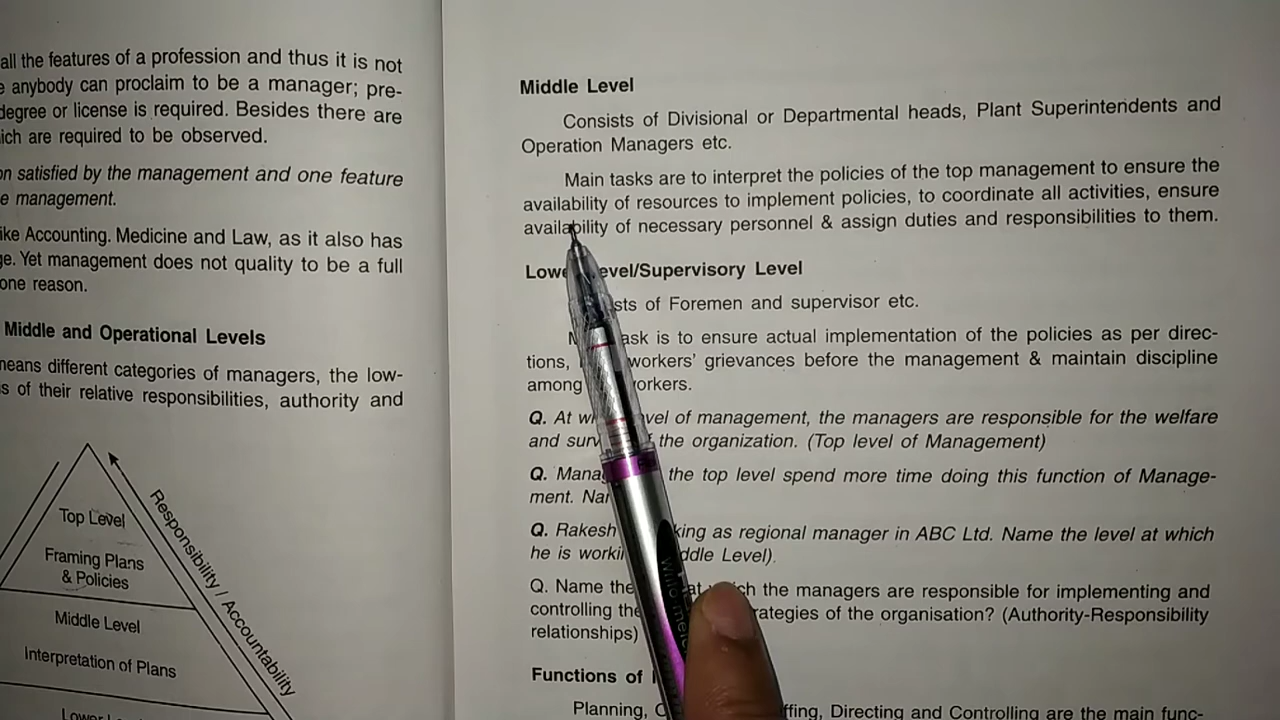 all the features of a profession and thus it is not
anybody can proclaim to be a manager; pre-
degree or license is required. Besides there are
ich are required to be observed.
on satisfied by the management and one feature
e management.
ike Accounting. Medicine and Law, as it also has
ge. Yet management does not quality to be a full
one reason.
Middle and Operational Levels
means different categories of managers, the low-
s of their relative responsibilities, authority and
Top Level
Framing Plans
& Policies
Middle Level
Interpretation of Plans
Lower
Responsibility / Accountability
Middle Level
Consists of Divisional or Departmental heads, Plant Superintendents and
Operation Managers etc.
Main tasks are to interpret the policies of the top management to ensure the
availability of resources to implement policies, to coordinate all activities, ensure
availability of necessary personnel & assign duties and responsibilities to them.
Lowe evel/Supervisory Level
sts of Foremen and supervisor etc.
M ask is to ensure actual implementation of the policies as per direc-
tions, workers' grievances before the management & maintain discipline
among orkers.
Q. At w vel of management, the managers are responsible for the welfare
and surv f the organization. (Top level of Management)
Q. Mana the top level spend more time doing this function of Manage-
ment. Nar
Q. Rakesh king as regional manager in ABC Ltd. Name the level at which
he is worki ddle Level).
Q. Name the at which the managers are responsible for implementing and
controlling the rategies of the organisation? (Authority-Responsibility
relationships)
Functions of
Planning, O ffing, Directing and Controlling are the main func-